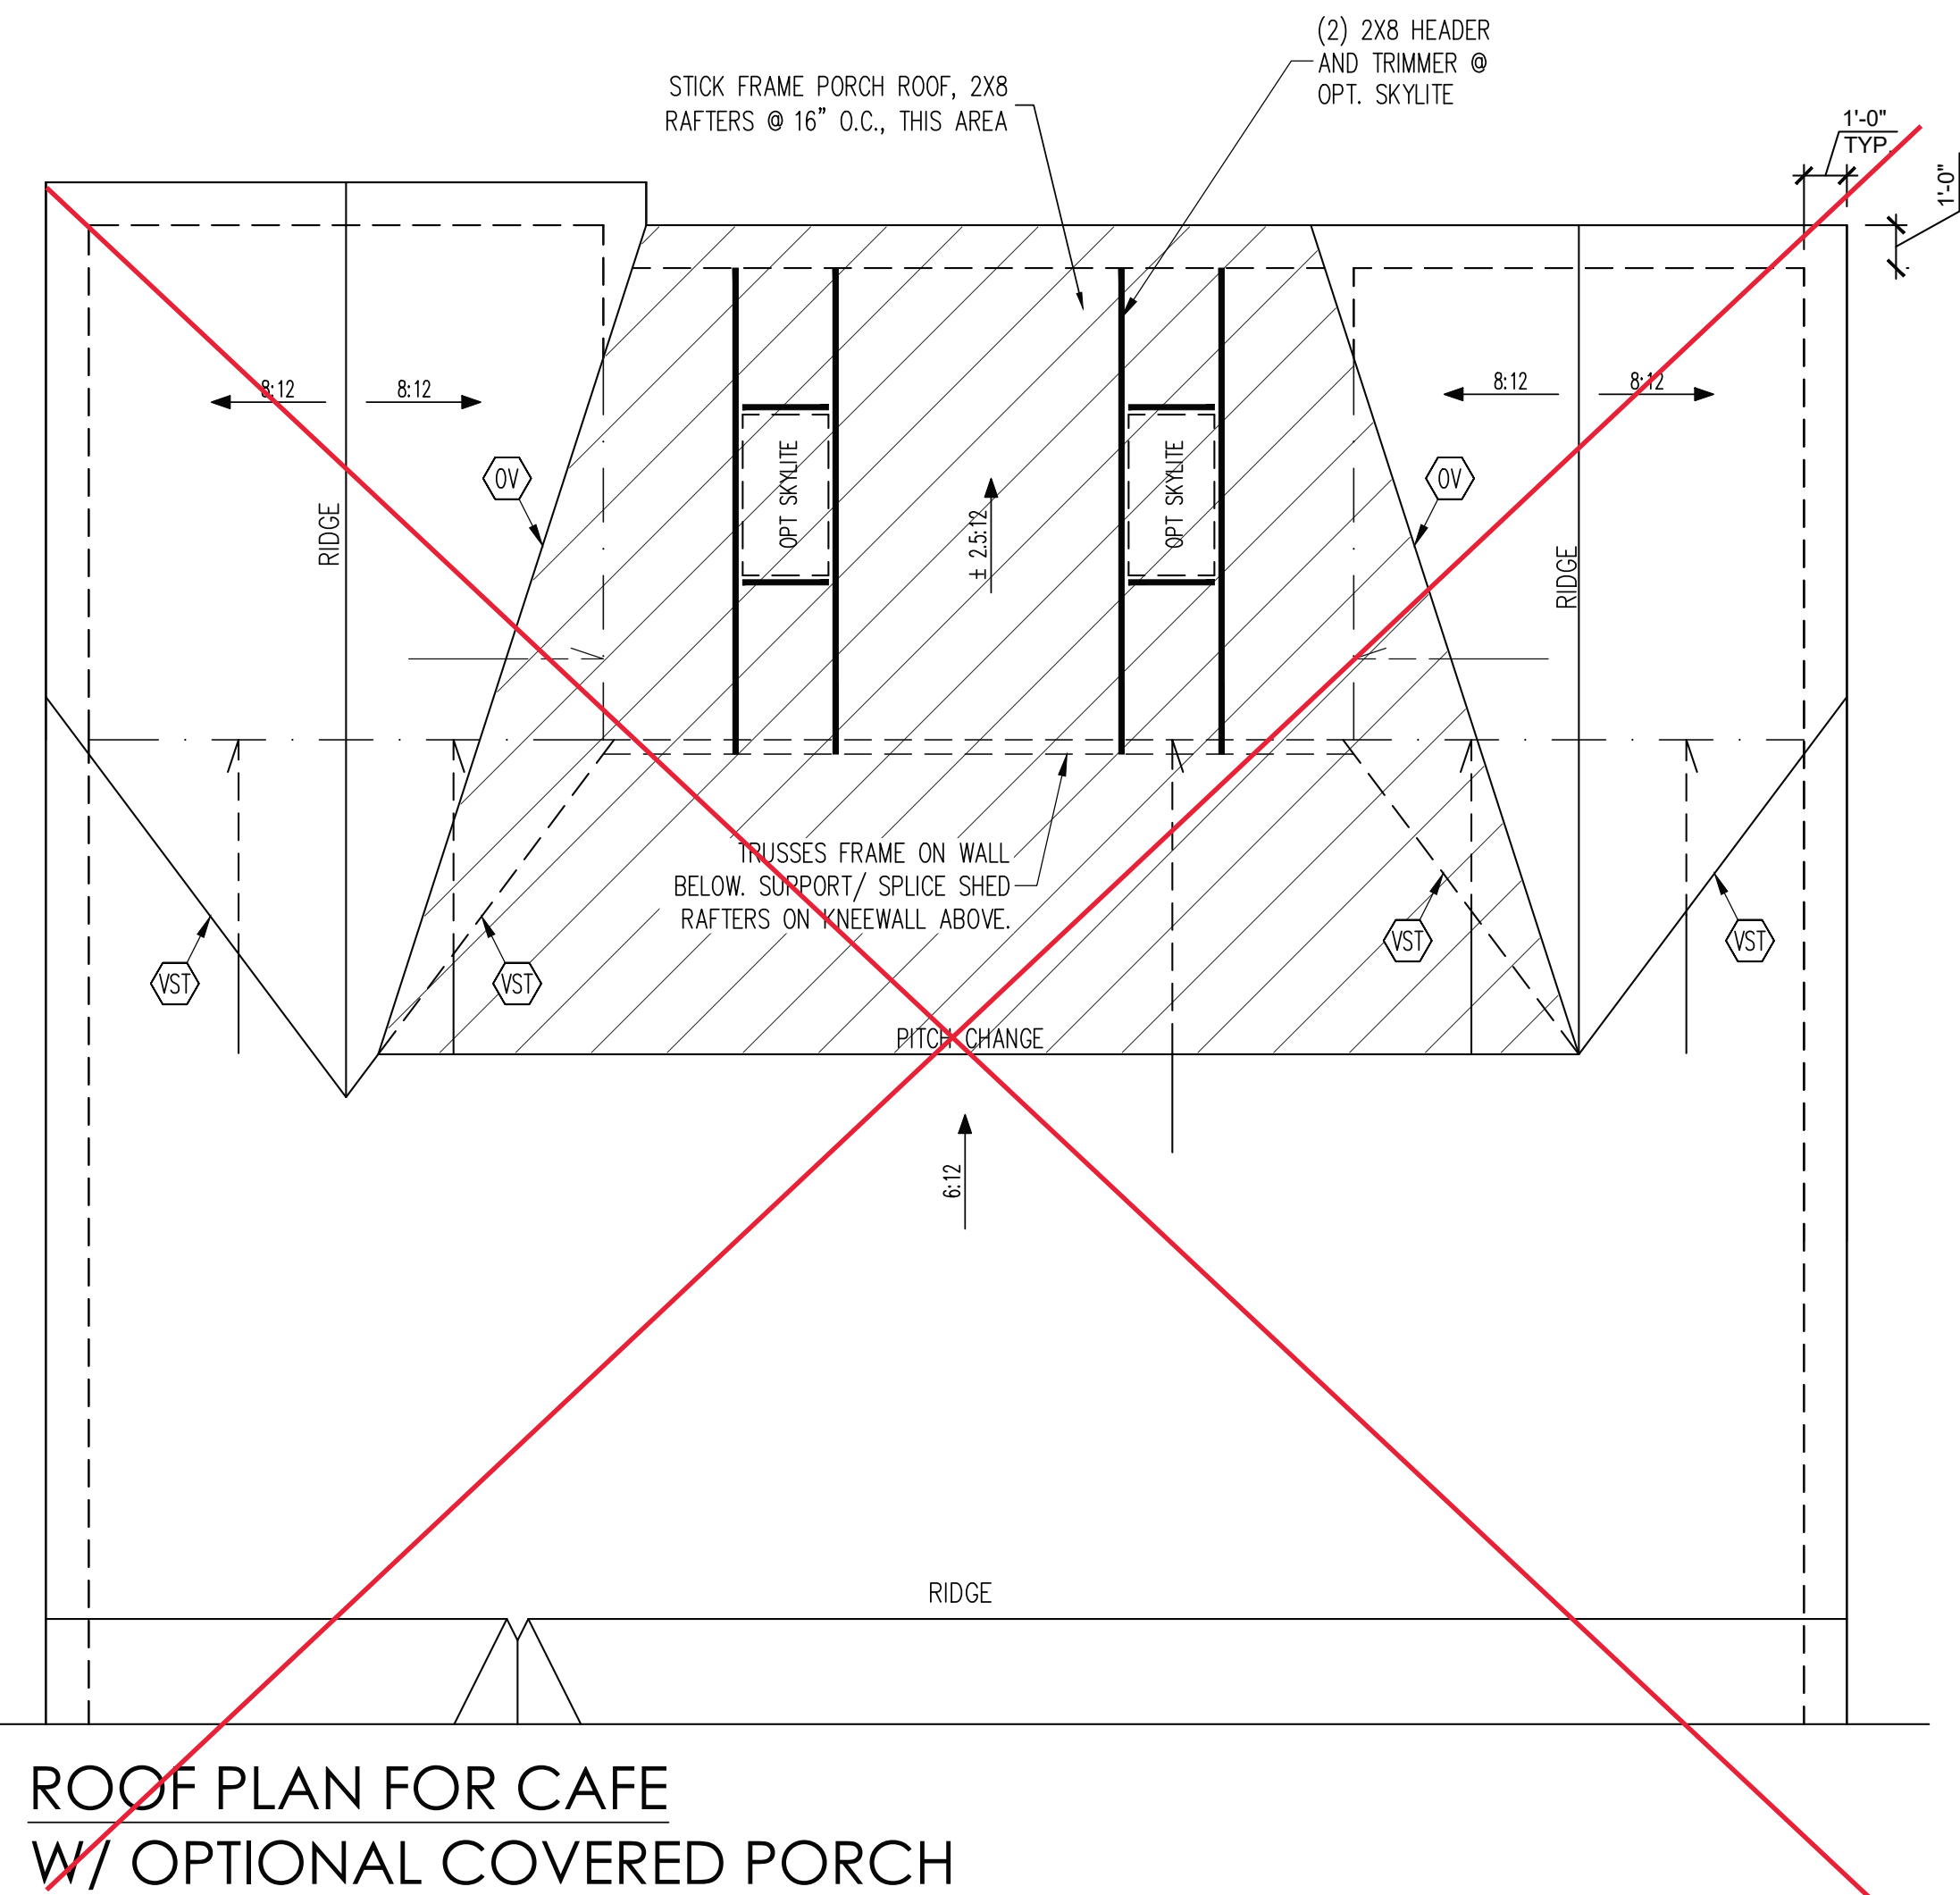 (2) 2X8 HEADER
AND TRIMMER @
OPT. SKYLITE
STICK FRAME PORCH ROOF, 2X8
RAFTERS @ 16” O.C., THIS AREA
1'-0"
TYP.
1'-0"
8:12
8:12
8:12
8:12
OV
OV
RIDGE
OPT SKYLITE
± 2.5:12
OPT SKYLITE
RIDGE
TRUSSES FRAME ON WALL
BELOW. SUPPORT/ SPLICE SHED
RAFTERS ON KNEEWALL ABOVE.
VST
VST
VST
VST
PITCH CHANGE
6:12
RIDGE
ROOF PLAN FOR CAFE
W/ OPTIONAL COVERED PORCH